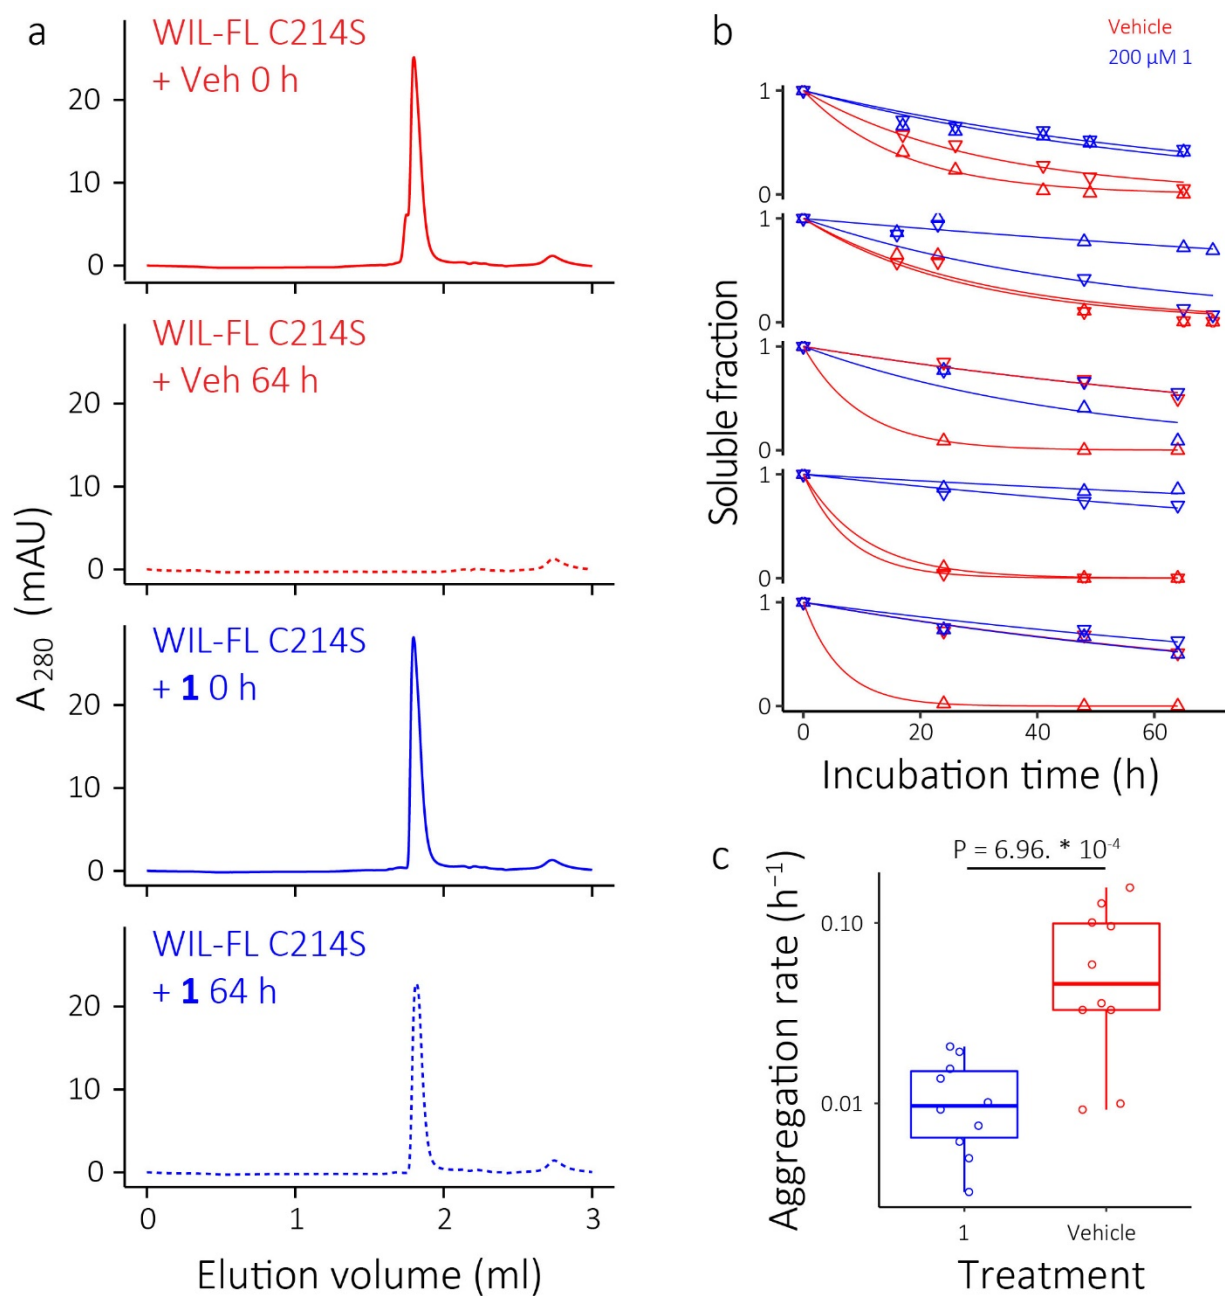 a
WIL-FL C214S
+ Veh 0 h
20
10
0
WIL-FL C214S
+ Veh 64 h
20
10
0
WIL-FL C214S
+ 1 0 h
20
10
0
WIL-FL C214S
+ 1 64 h
20
10
0
0 1 2 3
A280 (mAU)
Elution volume (ml)
b
Vehicle
200 µM 1
1
0
1
0
1
0
1
0
1
0
0 20 40 60
Soluble fraction
Incubation time (h)
c
P = 6.96. * 10⁻⁴
0.10
0.01
Aggregation rate (h⁻¹)
1 Vehicle
Treatment